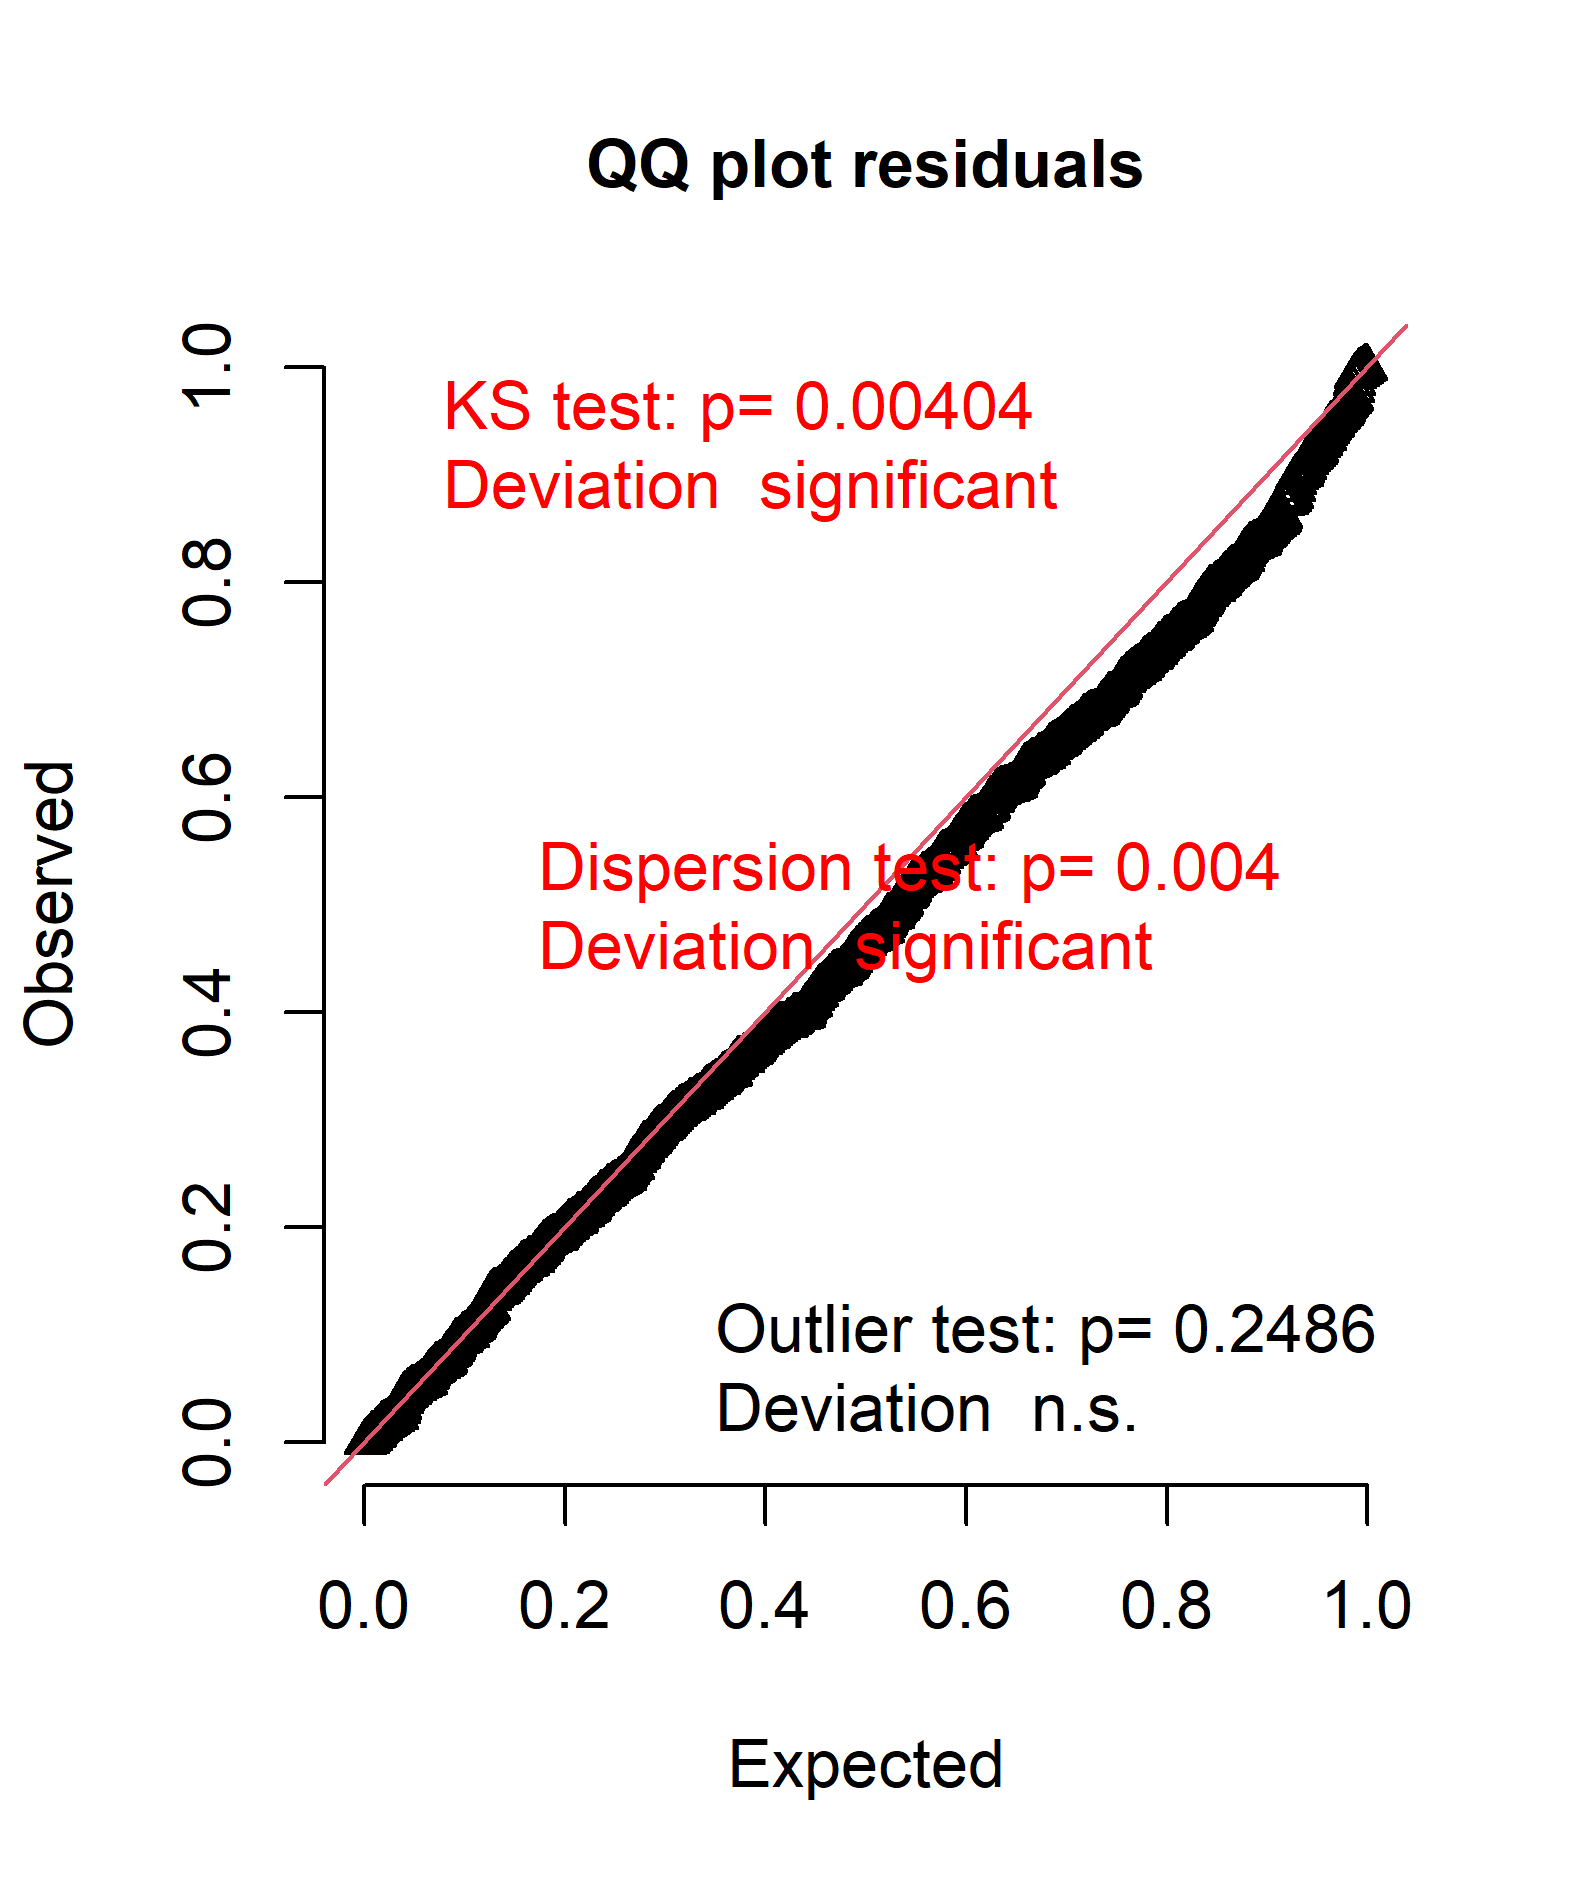 QQ plot residuals
1.0
KS test: p= 0.00404
Deviation  significant
0.8
0.6
Observed
Dispersion test: p= 0.004
Deviation  significant
0.4
0.2
Outlier test: p= 0.2486
Deviation  n.s.
0.0
0.0 0.2 0.4 0.6 0.8 1.0
Expected